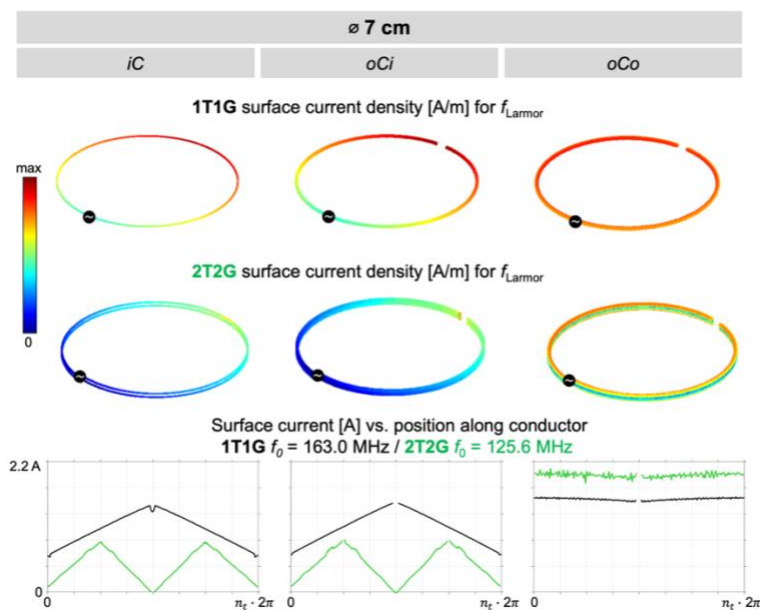 ⌀ 7 cm
iC oCi oCo
1T1G surface current density [A/m] for fLarmor
max
0
~ ~ ~
2T2G surface current density [A/m] for fLarmor
~ ~ ~
Surface current [A] vs. position along conductor
1T1G f0 = 163.0 MHz / 2T2G f0 = 125.6 MHz
2.2 A
0
0 nt · 2π 0 nt · 2π 0 nt · 2π